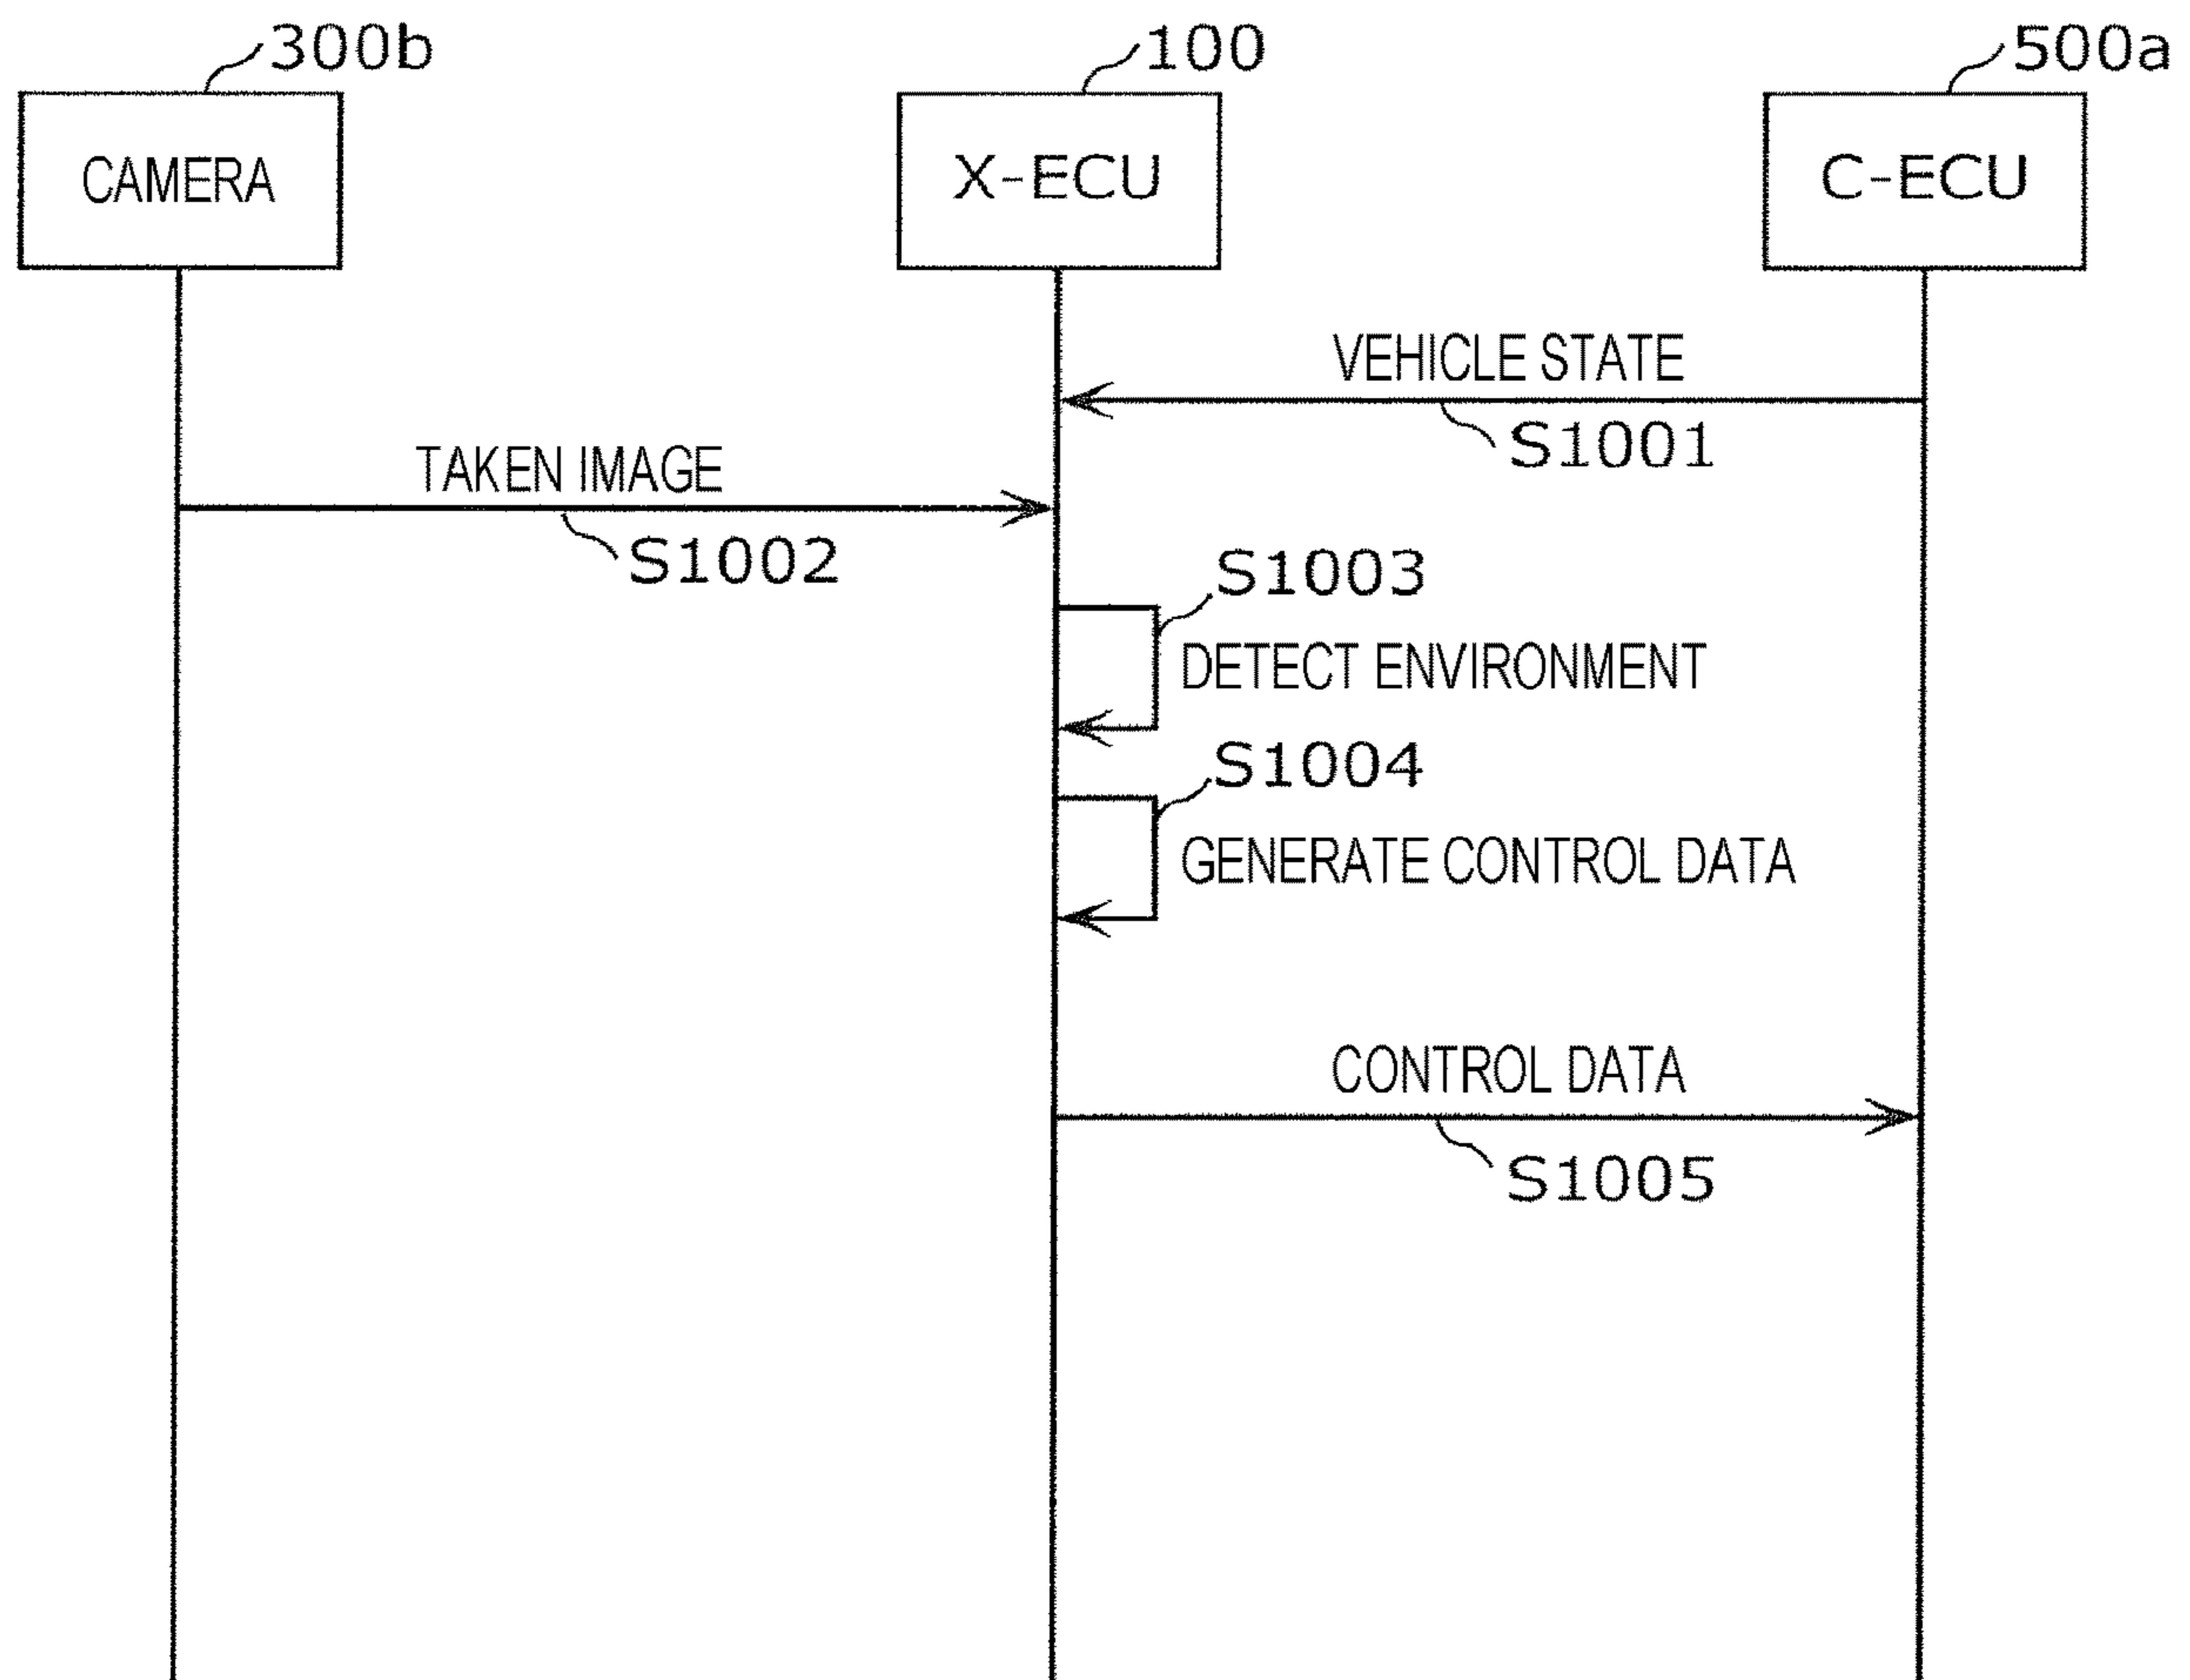 300b
100
500a
CAMERA
X-ECU
C-ECU
VEHICLE STATE
S1001
TAKEN IMAGE
S1002
S1003
DETECT ENVIRONMENT
S1004
GENERATE CONTROL DATA
CONTROL DATA
S1005